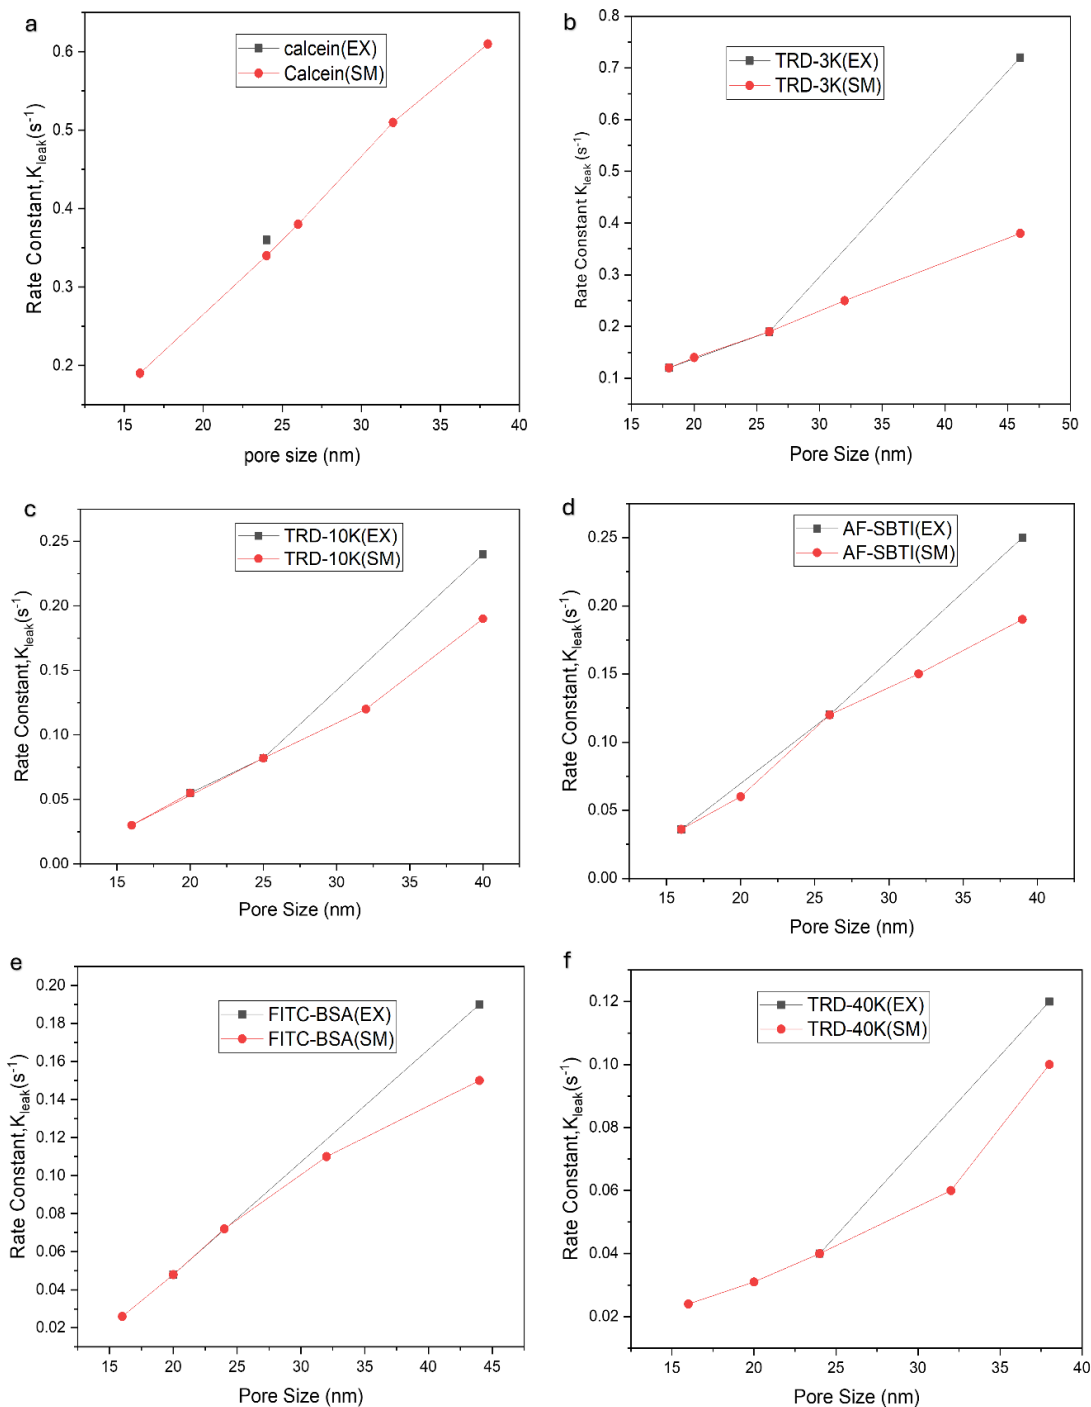 a
calcein(EX)
Calcein(SM)
Rate Constant,K_leak(s⁻¹)
0.6
0.5
0.4
0.3
0.2
15 20 25 30 35 40
pore size (nm)
b
TRD-3K(EX)
TRD-3K(SM)
Rate Constant K_leak(s⁻¹)
0.8
0.7
0.6
0.5
0.4
0.3
0.2
0.1
15 20 25 30 35 40 45 50
Pore Size (nm)
c
TRD-10K(EX)
TRD-10K(SM)
Rate Constant,K_leak(s⁻¹)
0.25
0.20
0.15
0.10
0.05
0.00
15 20 25 30 35 40
Pore Size (nm)
d
AF-SBTI(EX)
AF-SBTI(SM)
Rate Constant,K_leak(s⁻¹)
0.25
0.20
0.15
0.10
0.05
0.00
15 20 25 30 35 40
Pore Size (nm)
e
FITC-BSA(EX)
FITC-BSA(SM)
Rate Constant,K_leak(s⁻¹)
0.20
0.18
0.16
0.14
0.12
0.10
0.08
0.06
0.04
0.02
15 20 25 30 35 40 45
Pore Size (nm)
f
TRD-40K(EX)
TRD-40K(SM)
Rate Constant,K_leak(s⁻¹)
0.12
0.10
0.08
0.06
0.04
0.02
15 20 25 30 35 40
Pore Size (nm)